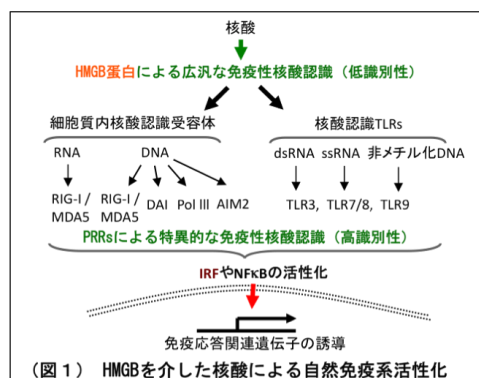 核酸
HMGB蛋白による広汎な免疫性核酸認識（低識別性）
細胞質内核酸認識受容体 核酸認識TLRs
RNA DNA dsRNA ssRNA 非メチル化DNA
RIG-I / MDA5 RIG-I / MDA5 DAI Pol III AIM2 TLR3, TLR7/8, TLR9
PRRsによる特異的な免疫性核酸認識（高識別性）
IRFやNFκBの活性化
免疫応答関連遺伝子の誘導
（図１） HMGBを介した核酸による自然免疫系活性化